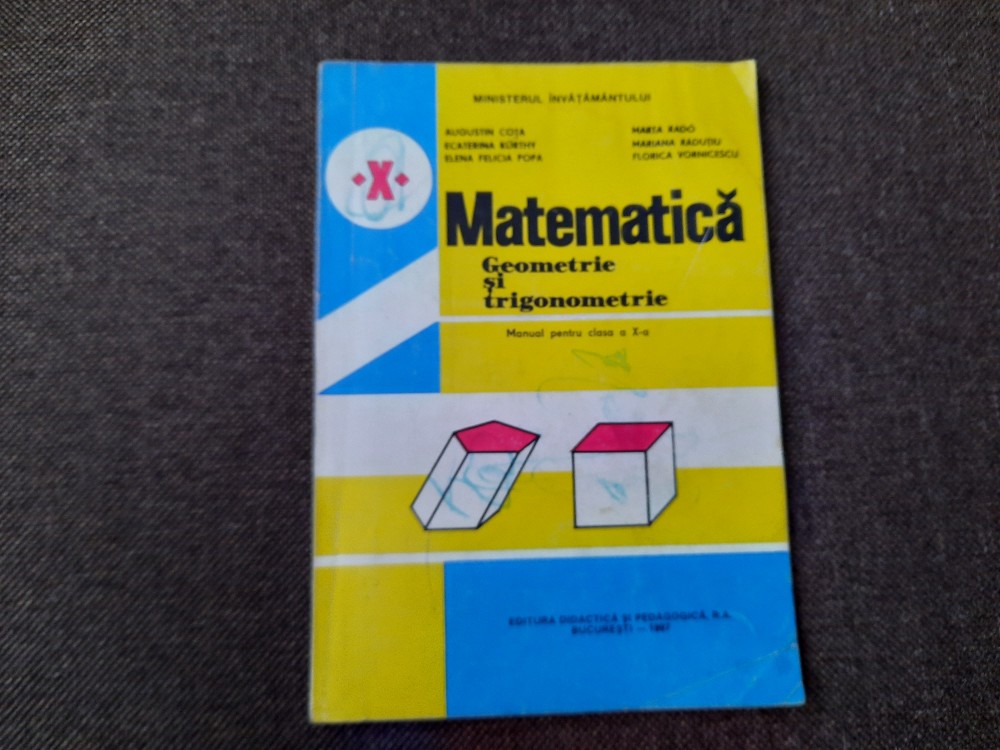 MINISTERUL ÎNVĂȚĂMÂNTULUI
AUGUSTIN COȚA
ECATERINA KÜRTHY
ELENA FELICIA POPA
MARTA RADÓ
MARIANA RĂDUȚIU
FLORICA VORNICESCU
·X·
Matematică
Geometrie
și
trigonometrie
Manual pentru clasa a X-a
EDITURA DIDACTICĂ ȘI PEDAGOGICĂ, R.A.
BUCUREȘTI — 1997